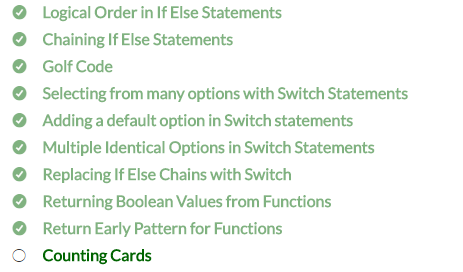 Logical Order in If Else Statements
Chaining If Else Statements
Golf Code
Selecting from many options with Switch Statements
Adding a default option in Switch statements
Multiple Identical Options in Switch Statements
Replacing If Else Chains with Switch
Returning Boolean Values from Functions
Return Early Pattern for Functions
Counting Cards